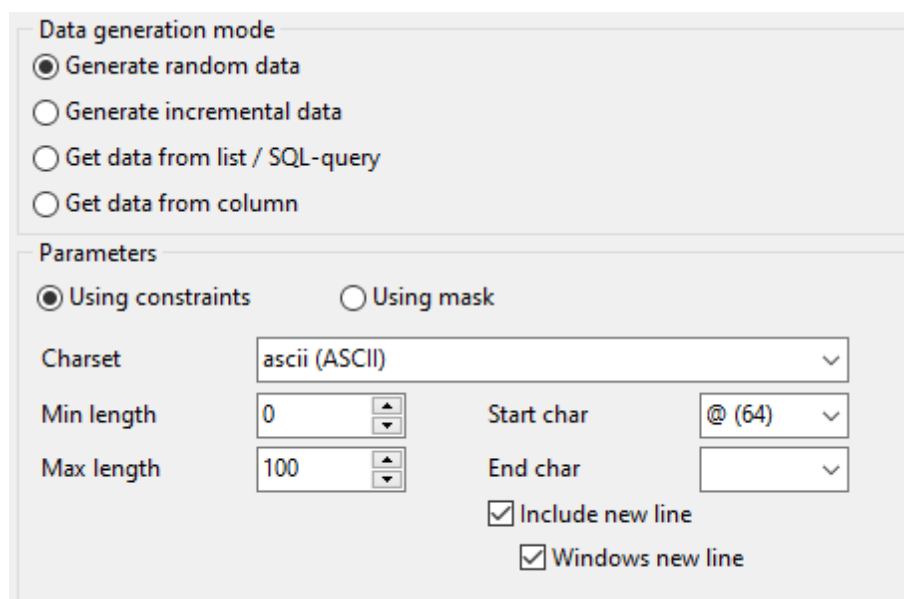 Data generation mode
Generate random data
Generate incremental data
Get data from list / SQL-query
Get data from column
Parameters
Using constraints Using mask
Charset ascii (ASCII)
Min length 0 Start char @ (64)
Max length 100 End char
Include new line
Windows new line